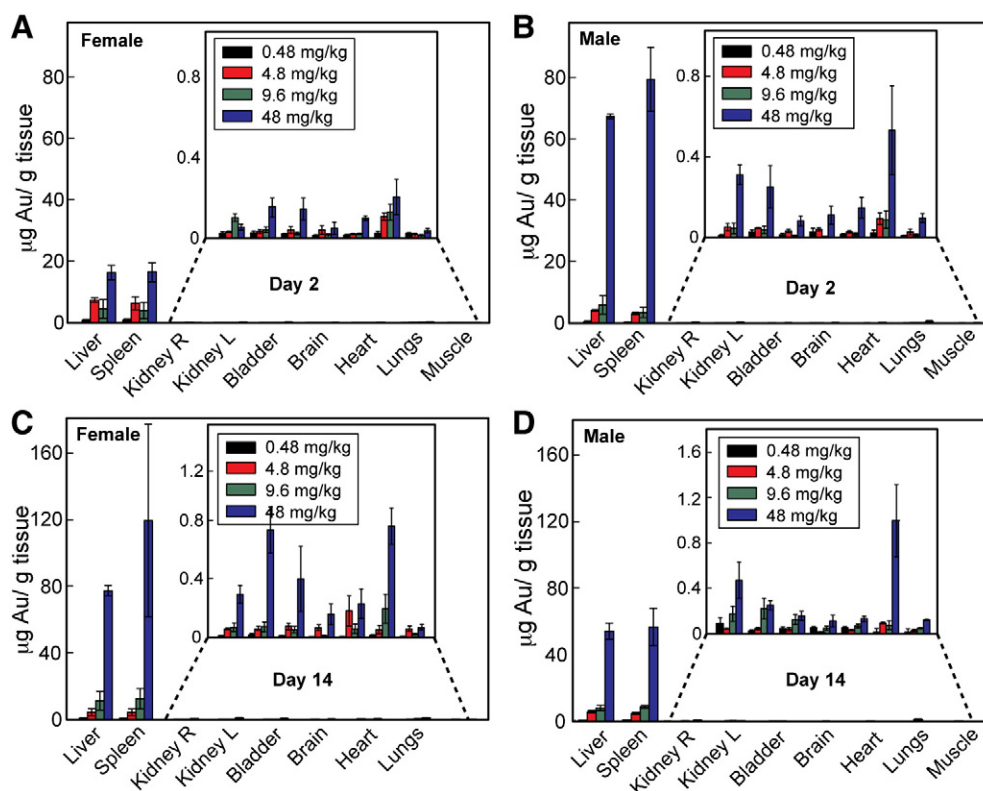 A
Female
0.48 mg/kg
4.8 mg/kg
9.6 mg/kg
48 mg/kg
0.8
0.4
0
Day 2
µg Au/ g tissue
80
60
40
20
0
Liver
Spleen
Kidney R
Kidney L
Bladder
Brain
Heart
Lungs
Muscle
B
Male
0.48 mg/kg
4.8 mg/kg
9.6 mg/kg
48 mg/kg
0.8
0.4
0
Day 2
µg Au/ g tissue
80
60
40
20
0
Liver
Spleen
Kidney R
Kidney L
Bladder
Brain
Heart
Lungs
Muscle
C
Female
0.48 mg/kg
4.8 mg/kg
9.6 mg/kg
48 mg/kg
1.2
0.8
0.4
0
Day 14
µg Au/ g tissue
160
120
80
40
0
Liver
Spleen
Kidney R
Kidney L
Bladder
Brain
Heart
Lungs
D
Male
0.48 mg/kg
4.8 mg/kg
9.6 mg/kg
48 mg/kg
1.6
1.2
0.8
0.4
0
Day 14
µg Au/ g tissue
160
120
80
40
0
Liver
Spleen
Kidney R
Kidney L
Bladder
Brain
Heart
Lungs
Muscle